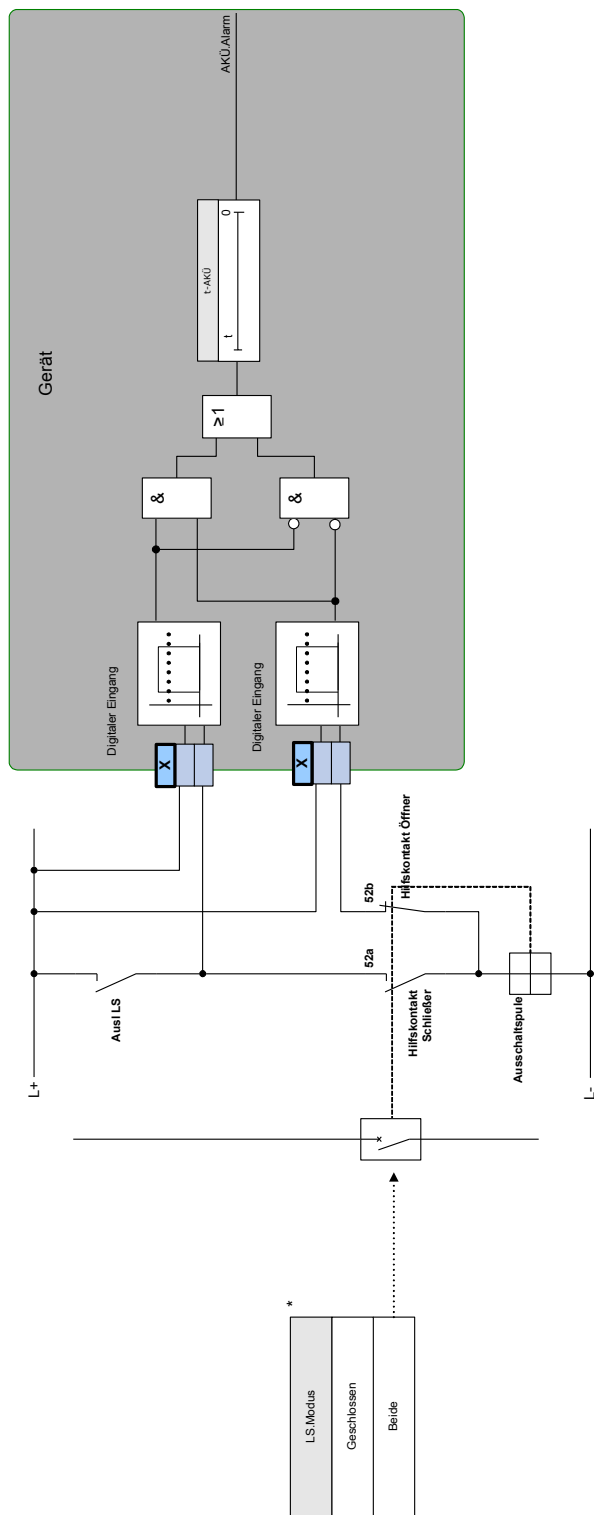 Gerät
AKÜ.Alarm
t-AKÜ
t
0
≥1
&
&
Digitaler Eingang
Digitaler Eingang
X
X
L+
Ausl LS
52a
52b
Hilfskontakt Öffner
Hilfskontakt
Schließer
Ausschaltspule
L-
*
LS.Modus
Geschlossen
Beide